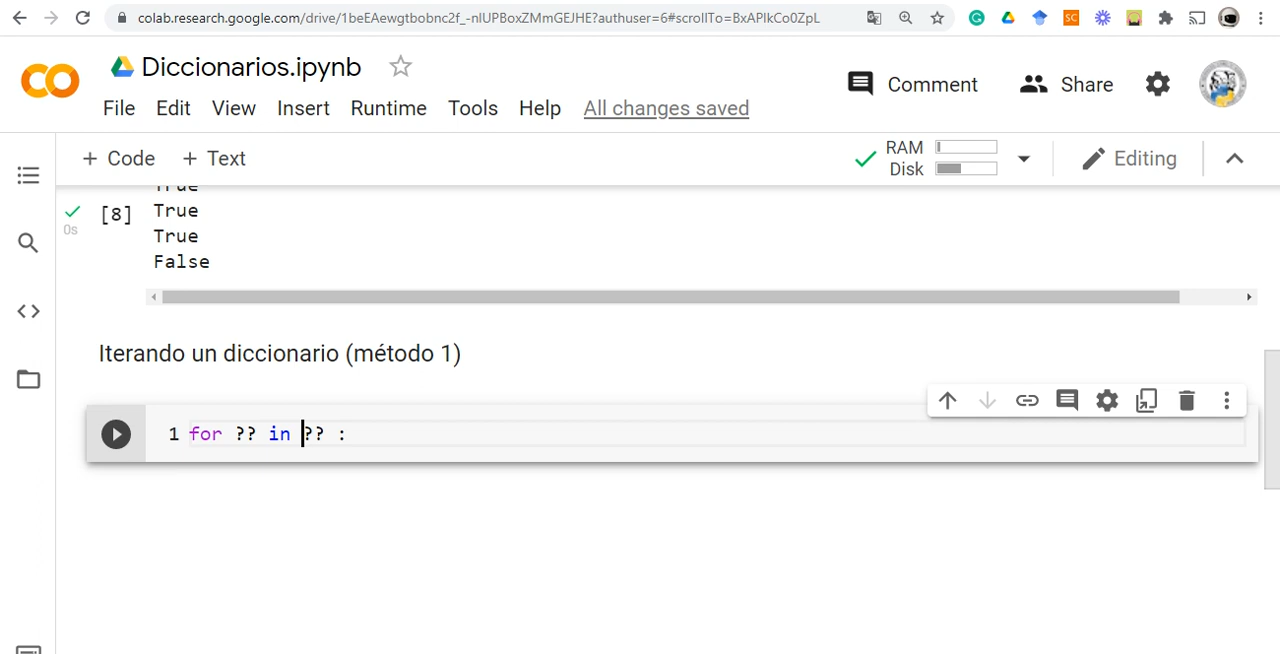 colab.research.google.com/drive/1beEAewgtbobnc2f_-nlUPBoxZMmGEJHE?authuser=6#scrollTo=BxAPlkCo0ZpL
SC
Diccionarios.ipynb
Comment
Share
File Edit View Insert Runtime Tools Help All changes saved
+ Code + Text
RAM
Disk
Editing
True
[8] True
0s
True
False
Iterando un diccionario (método 1)
1 for ?? in ?? :